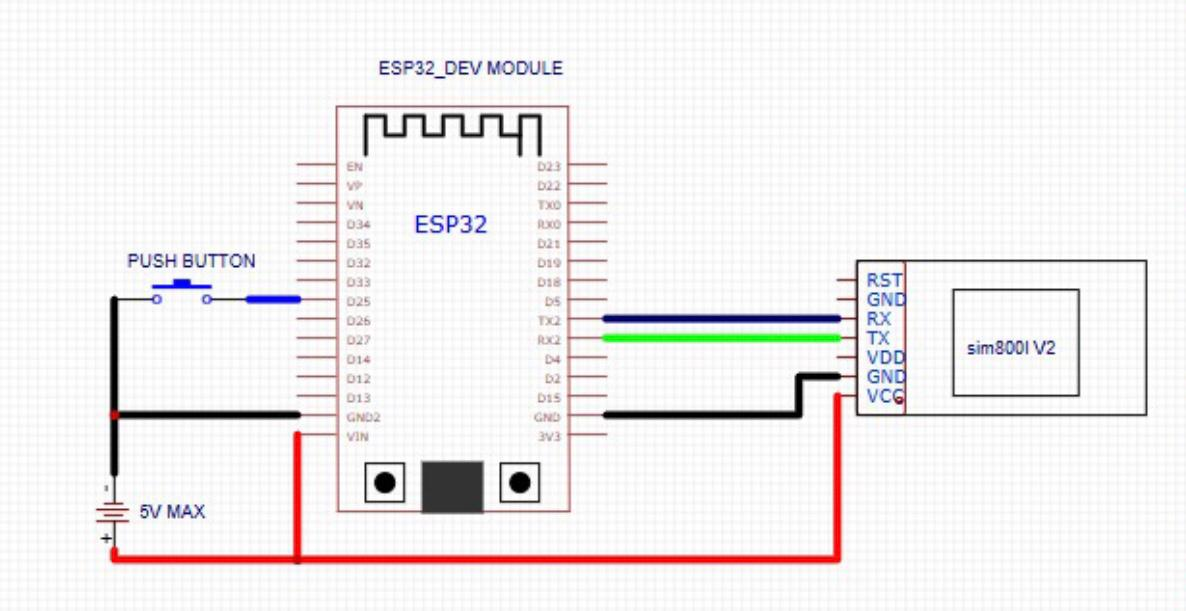 ESP32_DEV MODULE
EN
VP
VN
D34
D35
D32
D33
D25
D26
D27
D14
D12
D13
GND2
VIN
ESP32
D23
D22
TX0
RX0
D21
D19
D18
D5
TX2
RX2
D4
D2
D15
GND
3V3
PUSH BUTTON
-
5V MAX
+
RST
GND
RX
TX
VDD
GND
VCC
sim800l V2